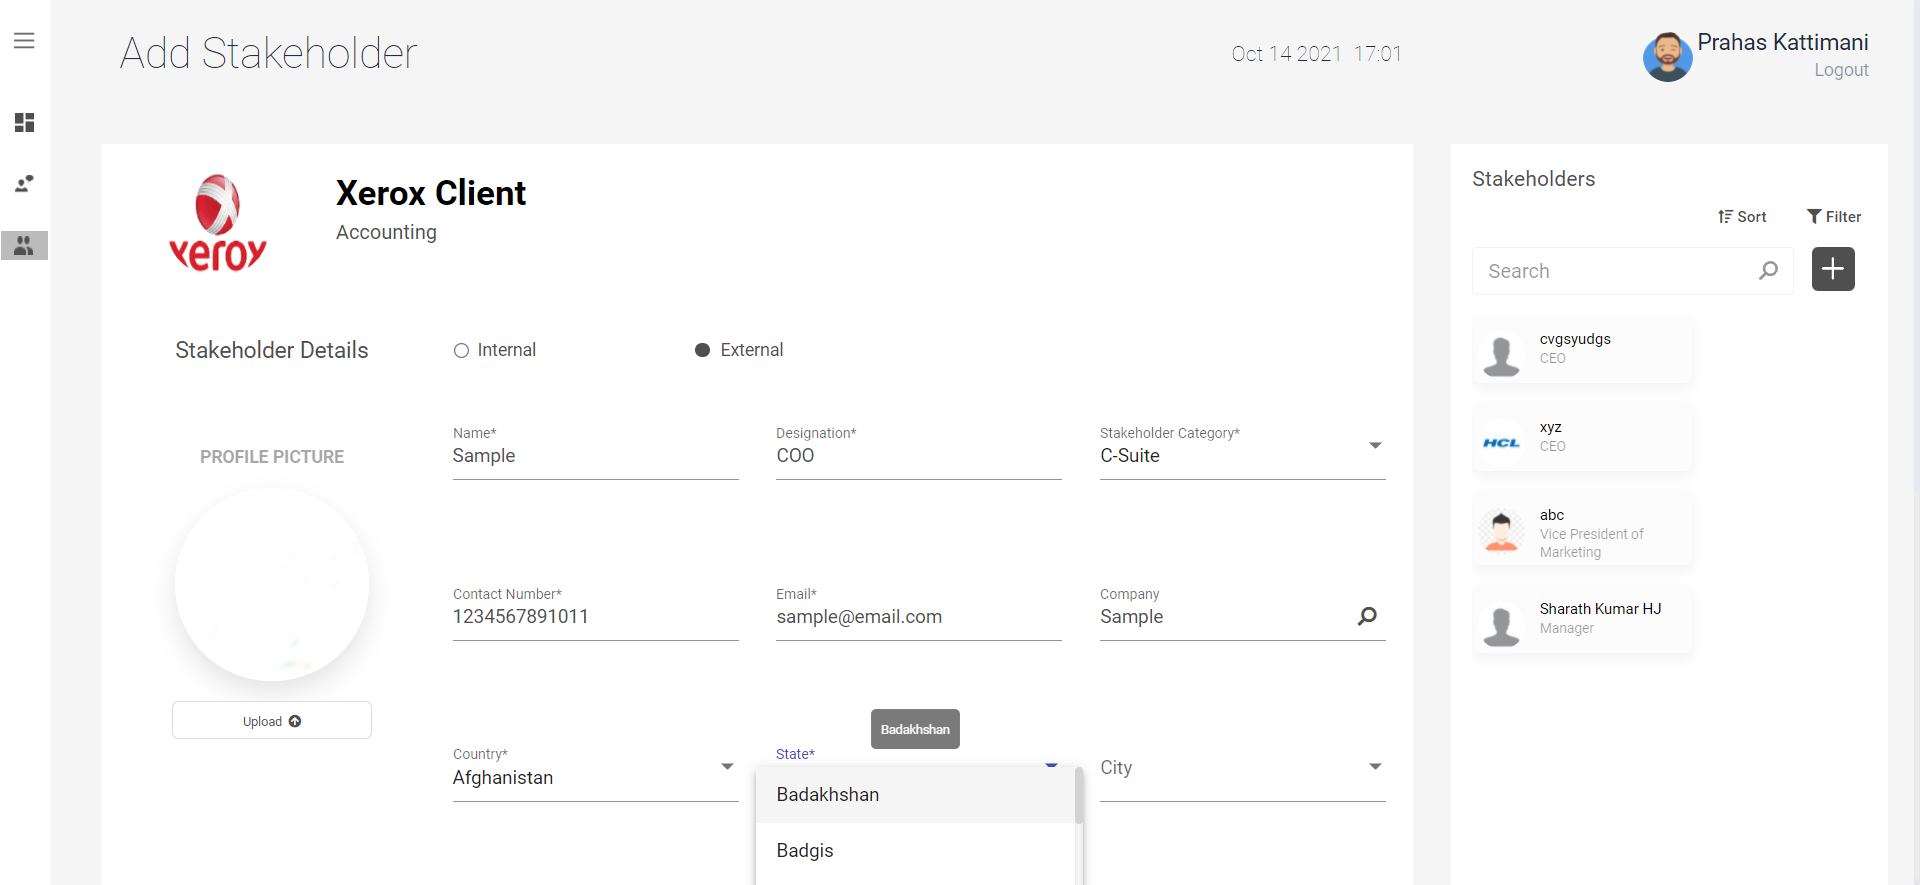 Add Stakeholder
Oct 14 2021 17:01
Prahas Kattimani
Logout
xeroy
Xerox Client
Accounting
Stakeholder Details
Internal
External
PROFILE PICTURE
Upload
Name*
Sample
Designation*
COO
Stakeholder Category*
C-Suite
Contact Number*
1234567891011
Email*
sample@email.com
Company
Sample
Badakhshan
Country*
Afghanistan
State*
City
Badakhshan
Badgis
Stakeholders
Sort
Filter
Search
cvgsyudgs
CEO
HCL
xyz
CEO
abc
Vice President of
Marketing
Sharath Kumar HJ
Manager